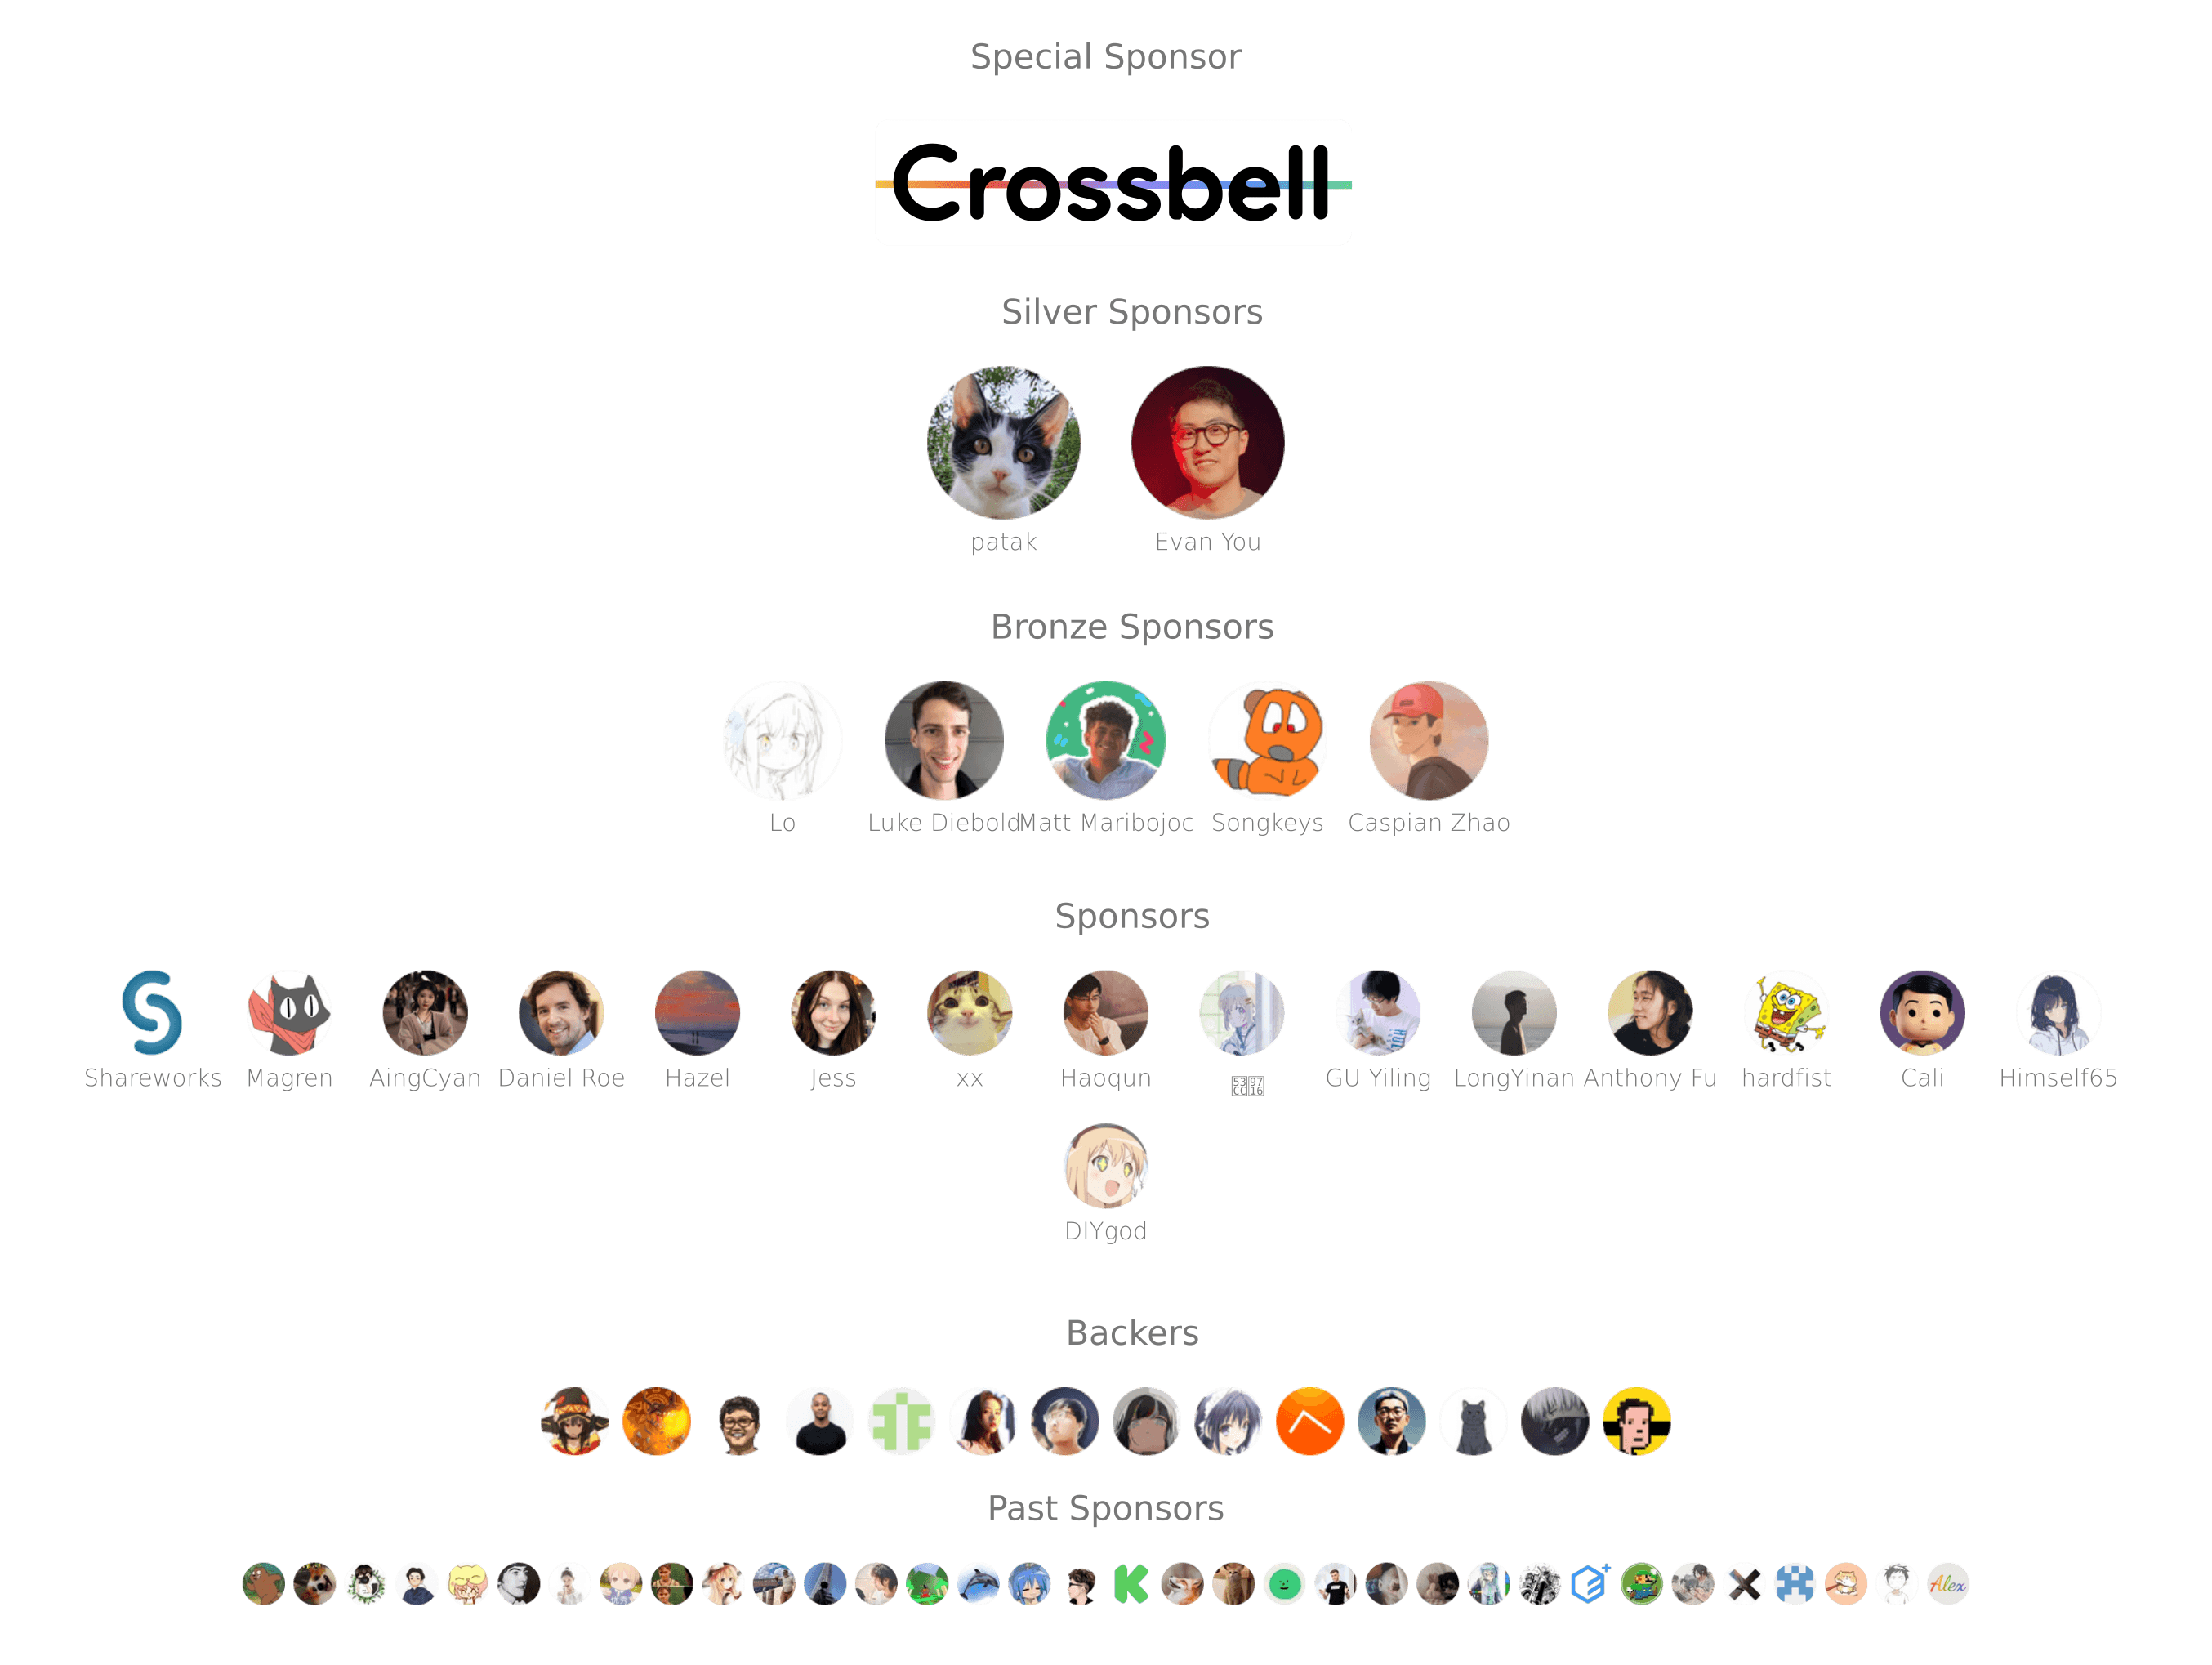 Special Sponsor
Crossbell
Silver Sponsors
patak Evan You
Bronze Sponsors
Lo Luke Diebold Matt Maribojoc Songkeys Caspian Zhao
Sponsors
Shareworks Magren AingCyan Daniel Roe Hazel Jess xx Haoqun GU Yiling LongYinan Anthony Fu hardfist Cali Himself65
DIYgod
Backers
Past Sponsors
Alex